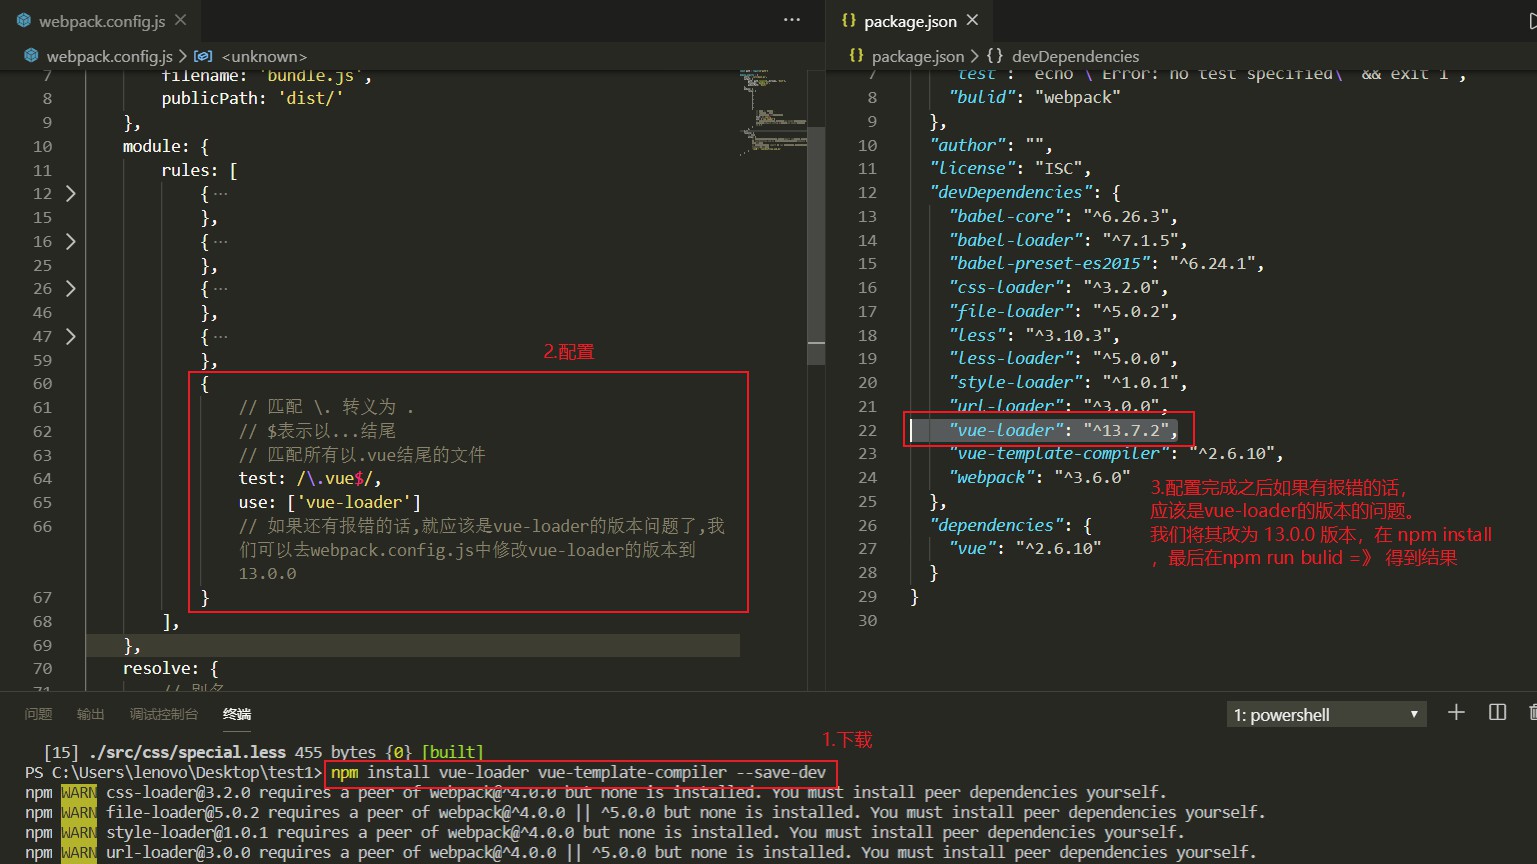 webpack.config.js
webpack.config.js > <unknown>
7 filename: 'bundle.js',
8 publicPath: 'dist/'
9 },
10 module: {
11 rules: [
12 { ···
15 },
16 { ···
25 },
26 { ···
46 },
47 { ···
59 },
2.配置
60 {
61 // 匹配 \. 转义为 .
62 // $表示以...结尾
63 // 匹配所有以.vue结尾的文件
64 test: /\.vue$/,
65 use: ['vue-loader']
66 // 如果还有报错的话,就应该是vue-loader的版本问题了,我
们可以去webpack.config.js中修改vue-loader的版本到
13.0.0
67 }
68 ],
69 },
70 resolve: {
71 // 别名
{} package.json
{} package.json > {} devDependencies
7 "test": "echo \"Error: no test specified\" && exit 1",
8 "bulid": "webpack"
9 },
10 "author": "",
11 "license": "ISC",
12 "devDependencies": {
13 "babel-core": "^6.26.3",
14 "babel-loader": "^7.1.5",
15 "babel-preset-es2015": "^6.24.1",
16 "css-loader": "^3.2.0",
17 "file-loader": "^5.0.2",
18 "less": "^3.10.3",
19 "less-loader": "^5.0.0",
20 "style-loader": "^1.0.1",
21 "url-loader": "^3.0.0",
22 "vue-loader": "^13.7.2",
23 "vue-template-compiler": "^2.6.10",
24 "webpack": "^3.6.0"
25 },
26 "dependencies": {
27 "vue": "^2.6.10"
28 }
29 }
30
3.配置完成之后如果有报错的话，
应该是vue-loader的版本的问题。
我们将其改为 13.0.0 版本，在 npm install
，最后在npm run bulid =》 得到结果
问题 输出 调试控制台 终端
1: powershell
1.下载
[15] ./src/css/special.less 455 bytes {0} [built]
PS C:\Users\lenovo\Desktop\test1> npm install vue-loader vue-template-compiler --save-dev
npm WARN css-loader@3.2.0 requires a peer of webpack@^4.0.0 but none is installed. You must install peer dependencies yourself.
npm WARN file-loader@5.0.2 requires a peer of webpack@^4.0.0 || ^5.0.0 but none is installed. You must install peer dependencies yourself.
npm WARN style-loader@1.0.1 requires a peer of webpack@^4.0.0 but none is installed. You must install peer dependencies yourself.
npm WARN url-loader@3.0.0 requires a peer of webpack@^4.0.0 || ^5.0.0 but none is installed. You must install peer dependencies yourself.